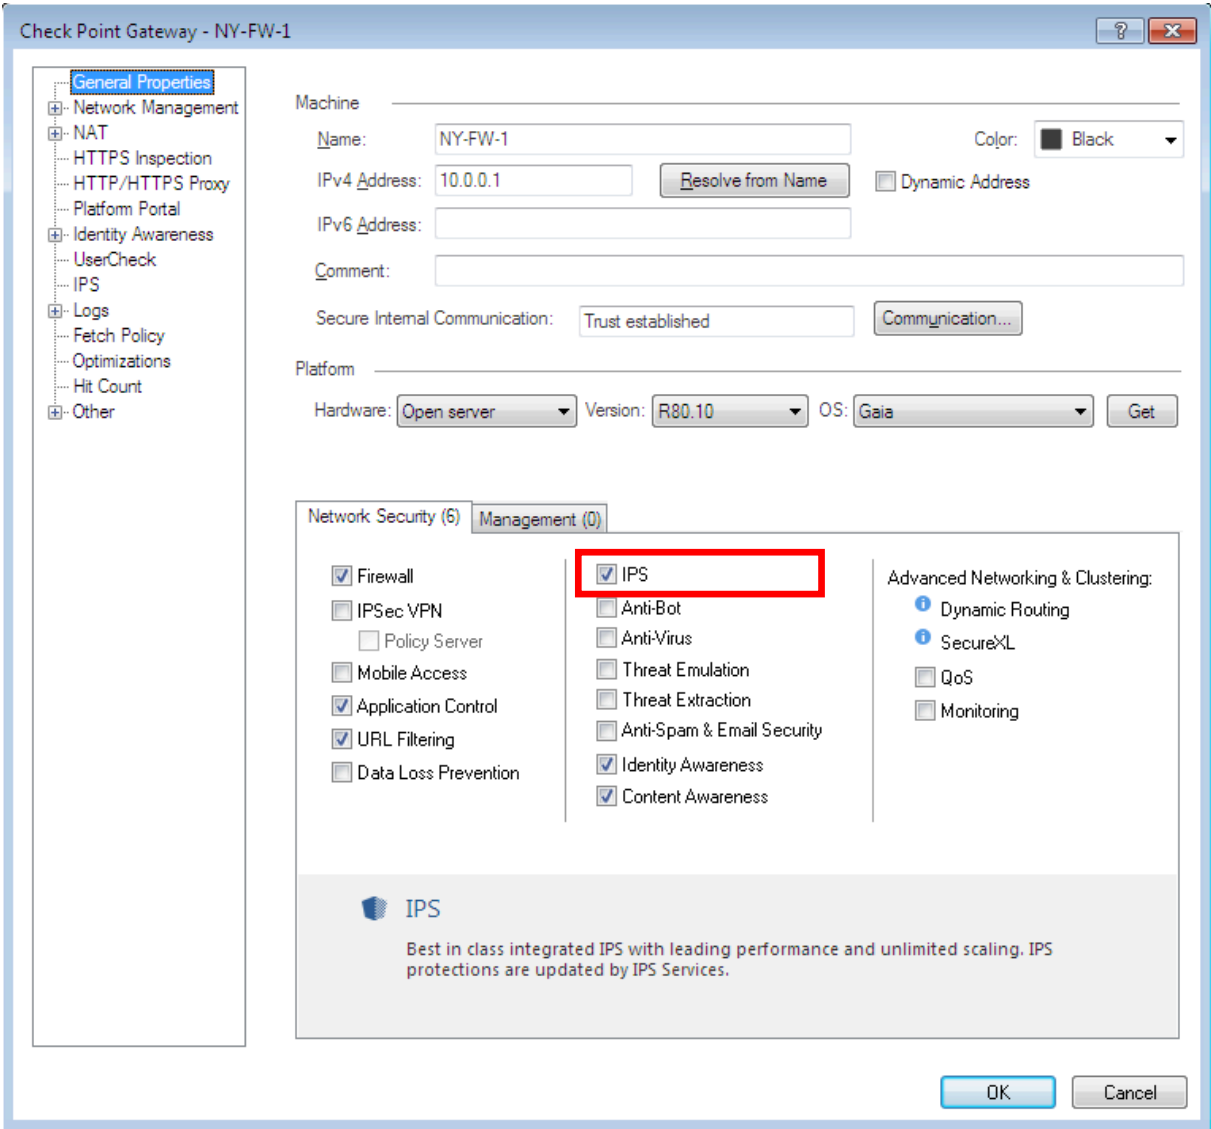 Check Point Gateway - NY-FW-1
General Properties
Network Management
NAT
HTTPS Inspection
HTTP/HTTPS Proxy
Platform Portal
Identity Awareness
UserCheck
IPS
Logs
Fetch Policy
Optimizations
Hit Count
Other
Machine
Name: NY-FW-1 Color: Black
IPv4 Address: 10.0.0.1 Resolve from Name Dynamic Address
IPv6 Address:
Comment:
Secure Internal Communication: Trust established Communication...
Platform
Hardware: Open server Version: R80.10 OS: Gaia Get
Network Security (6) Management (0)
Firewall
IPSec VPN
Policy Server
Mobile Access
Application Control
URL Filtering
Data Loss Prevention
IPS
Anti-Bot
Anti-Virus
Threat Emulation
Threat Extraction
Anti-Spam & Email Security
Identity Awareness
Content Awareness
Advanced Networking & Clustering:
Dynamic Routing
SecureXL
QoS
Monitoring
IPS
Best in class integrated IPS with leading performance and unlimited scaling. IPS
protections are updated by IPS Services.
OK Cancel